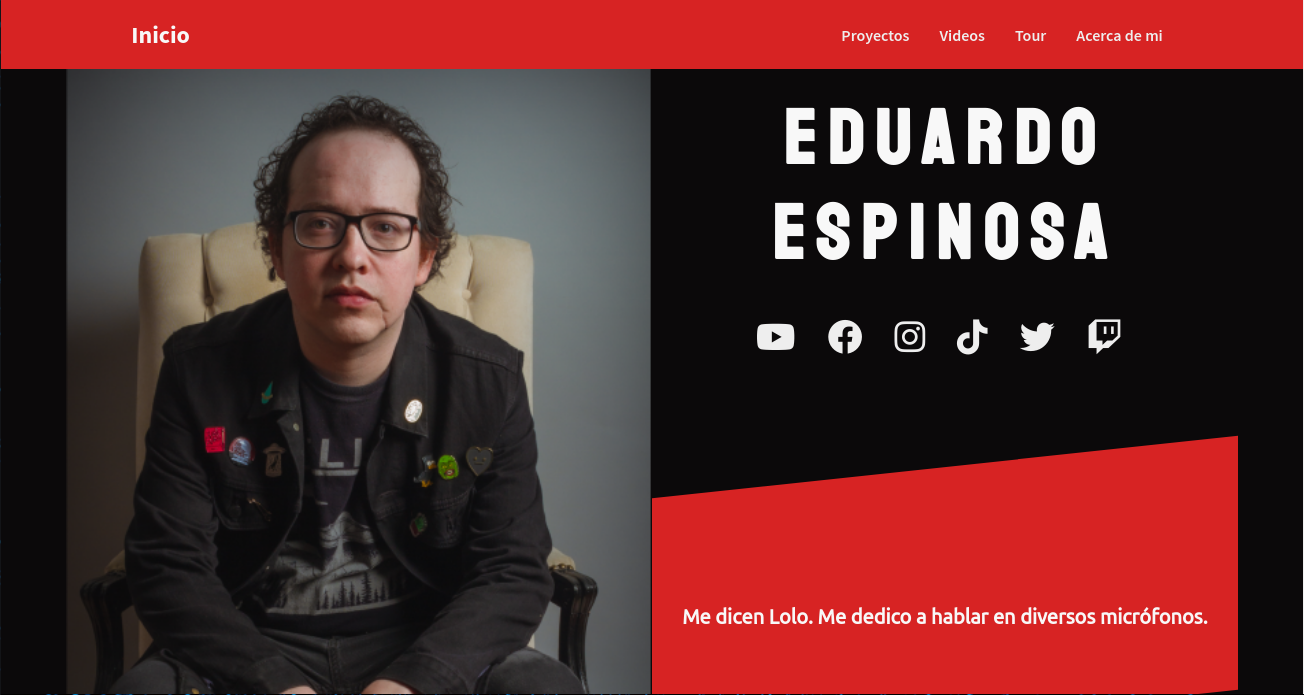 Inicio
Proyectos Videos Tour Acerca de mi
EDUARDO
ESPINOSA
Me dicen Lolo. Me dedico a hablar en diversos micrófonos.